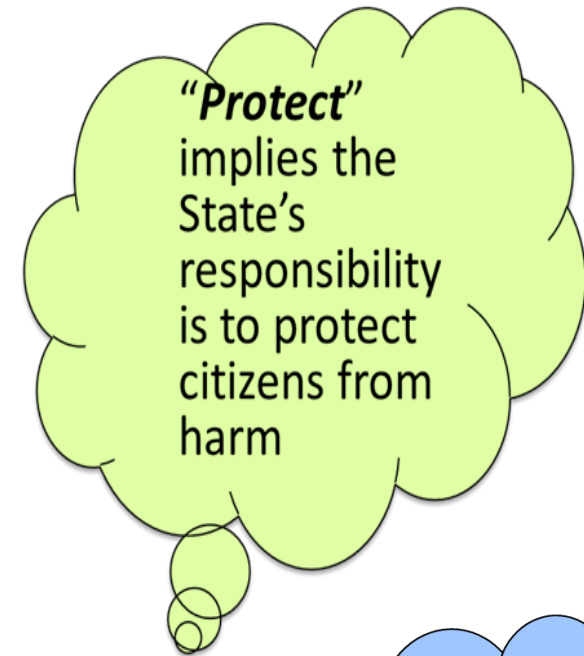 “Protect”
implies the
State’s
responsibility
is to protect
citizens from
harm